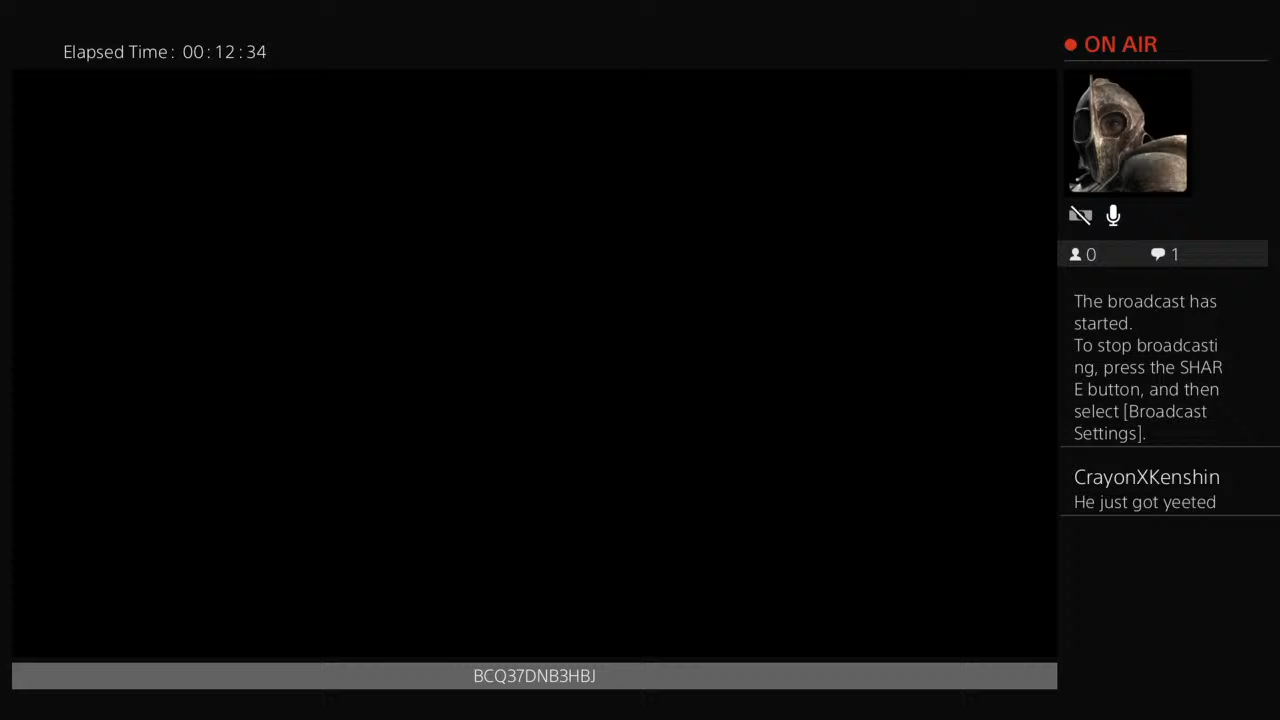 Elapsed Time: 00:12:34
ON AIR
0 1
The broadcast has
started.
To stop broadcasti
ng, press the SHAR
E button, and then
select [Broadcast
Settings].
CrayonXKenshin
He just got yeeted
BCQ37DNB3HBJ